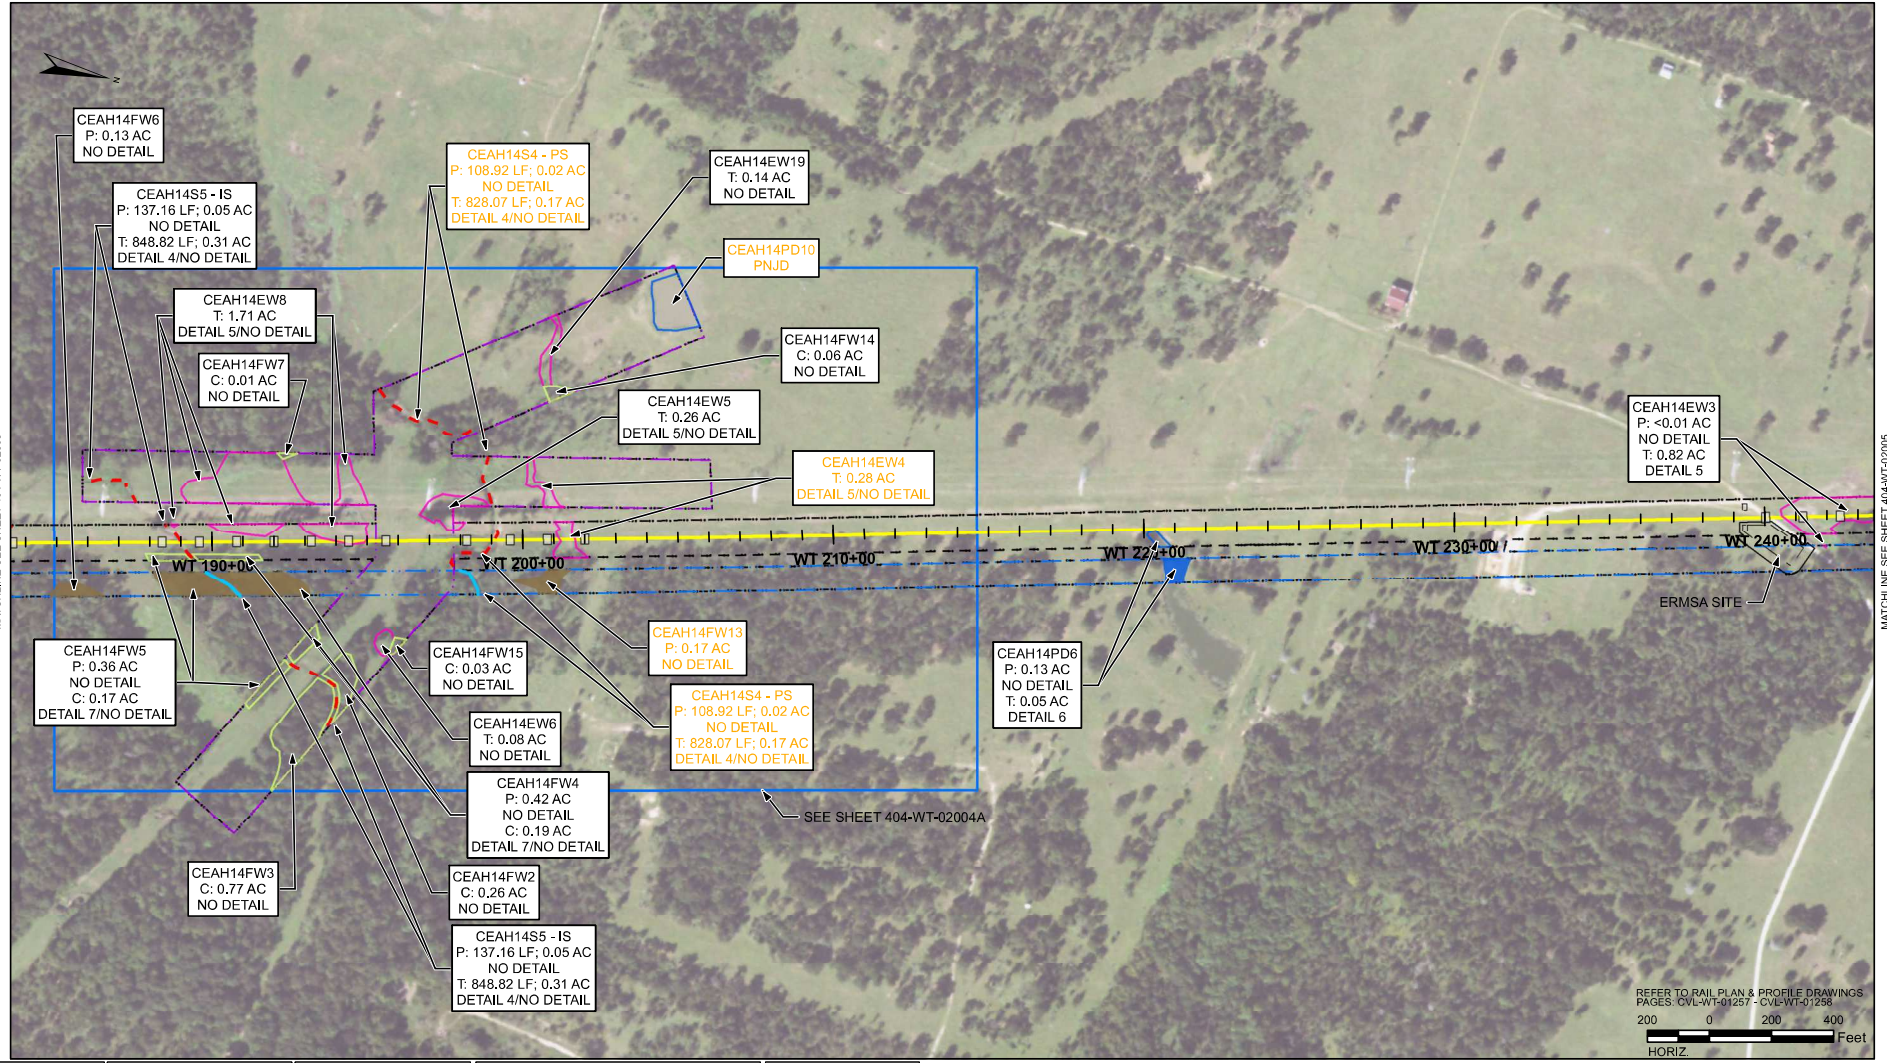 N
CEAH14FW6
P: 0.13 AC
NO DETAIL
CEAH14S5 - IS
P: 137.16 LF; 0.05 AC
NO DETAIL
T: 848.82 LF; 0.31 AC
DETAIL 4/NO DETAIL
CEAH14S4 - PS
P: 108.92 LF; 0.02 AC
NO DETAIL
T: 828.07 LF; 0.17 AC
DETAIL 4/NO DETAIL
CEAH14EW19
T: 0.14 AC
NO DETAIL
CEAH14PD10
PNJD
CEAH14EW8
T: 1.71 AC
DETAIL 5/NO DETAIL
CEAH14FW7
C: 0.01 AC
NO DETAIL
CEAH14FW14
C: 0.06 AC
NO DETAIL
CEAH14EW5
T: 0.26 AC
DETAIL 5/NO DETAIL
CEAH14EW4
T: 0.28 AC
DETAIL 5/NO DETAIL
CEAH14EW3
P: <0.01 AC
NO DETAIL
T: 0.82 AC
DETAIL 5
MATCHLINE SEE SHEET 404-WT-02005
WT 190+00
WT 200+00
WT 210+00
WT 221+00
WT 230+00
WT 240+00
ERMSA SITE
CEAH14FW5
P: 0.36 AC
NO DETAIL
C: 0.17 AC
DETAIL 7/NO DETAIL
CEAH14FW15
C: 0.03 AC
NO DETAIL
CEAH14FW13
P: 0.17 AC
NO DETAIL
CEAH14PD6
P: 0.13 AC
NO DETAIL
T: 0.05 AC
DETAIL 6
CEAH14EW6
T: 0.08 AC
NO DETAIL
CEAH14S4 - PS
P: 108.92 LF; 0.02 AC
NO DETAIL
T: 828.07 LF; 0.17 AC
DETAIL 4/NO DETAIL
CEAH14FW4
P: 0.42 AC
NO DETAIL
C: 0.19 AC
DETAIL 7/NO DETAIL
SEE SHEET 404-WT-02004A
CEAH14FW3
C: 0.77 AC
NO DETAIL
CEAH14FW2
C: 0.26 AC
NO DETAIL
CEAH14S5 - IS
P: 137.16 LF; 0.05 AC
NO DETAIL
T: 848.82 LF; 0.31 AC
DETAIL 4/NO DETAIL
REFER TO RAIL PLAN & PROFILE DRAWINGS
PAGES: CVL-WT-01257 - CVL-WT-01258
200 0 200 400
Feet
HORIZ.